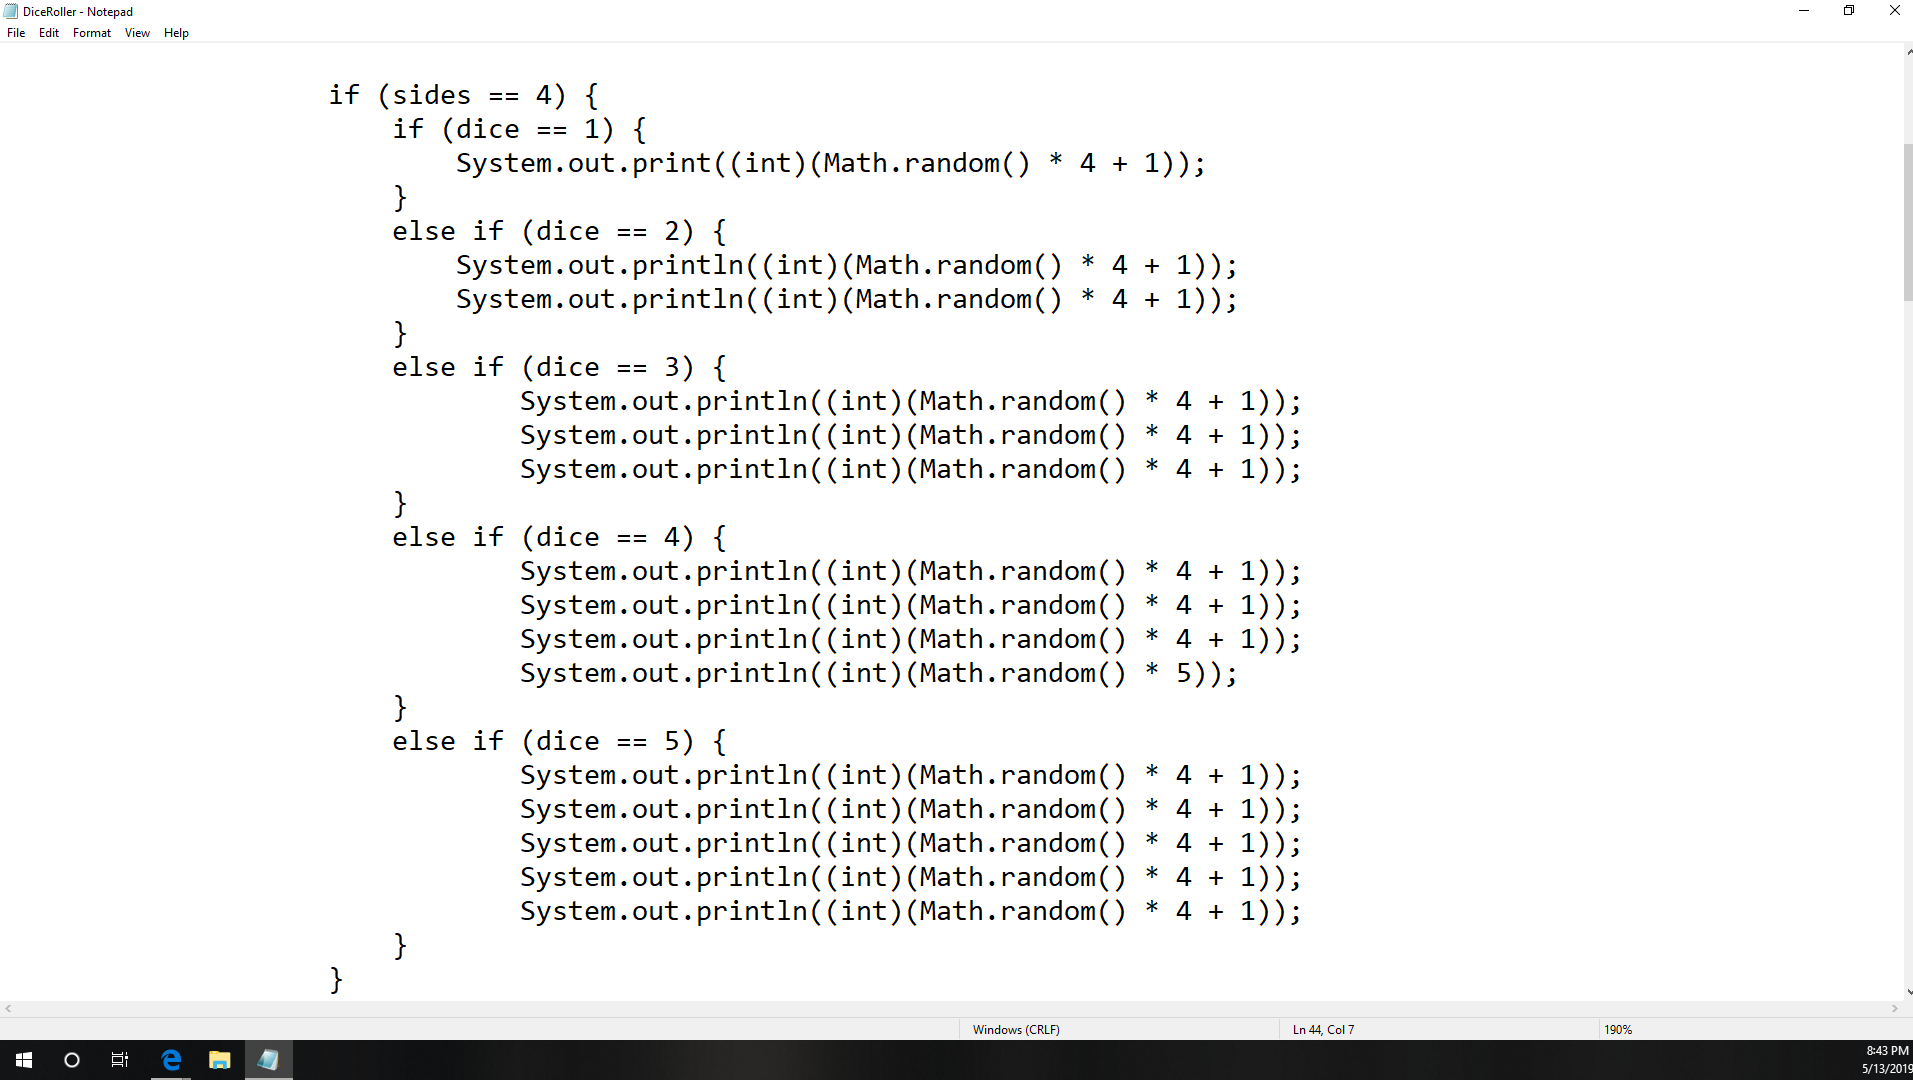 DiceRoller - Notepad
File Edit Format View Help
if (sides == 4) {
if (dice == 1) {
System.out.print((int)(Math.random() * 4 + 1));
}
else if (dice == 2) {
System.out.println((int)(Math.random() * 4 + 1));
System.out.println((int)(Math.random() * 4 + 1));
}
else if (dice == 3) {
System.out.println((int)(Math.random() * 4 + 1));
System.out.println((int)(Math.random() * 4 + 1));
System.out.println((int)(Math.random() * 4 + 1));
}
else if (dice == 4) {
System.out.println((int)(Math.random() * 4 + 1));
System.out.println((int)(Math.random() * 4 + 1));
System.out.println((int)(Math.random() * 4 + 1));
System.out.println((int)(Math.random() * 5));
}
else if (dice == 5) {
System.out.println((int)(Math.random() * 4 + 1));
System.out.println((int)(Math.random() * 4 + 1));
System.out.println((int)(Math.random() * 4 + 1));
System.out.println((int)(Math.random() * 4 + 1));
System.out.println((int)(Math.random() * 4 + 1));
}
}
Windows (CRLF) Ln 44, Col 7 190%
8:43 PM
5/13/2019